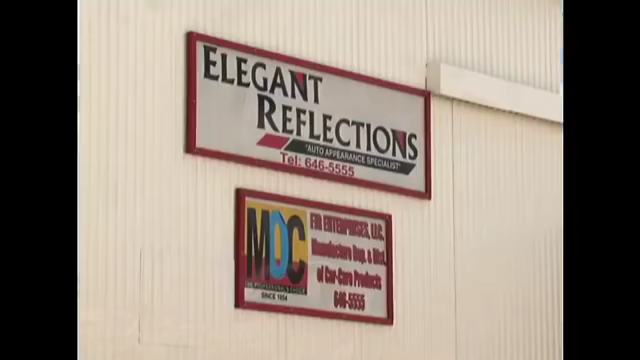 ELEGANT
REFLECTIONS
"AUTO APPEARANCE SPECIALIST"
Tel: 646-5555
MDC
SINCE 1954
ENTERPRISES, LLC.
Manufacture Rep. & Dist.
of Car-Care Products
646-5555